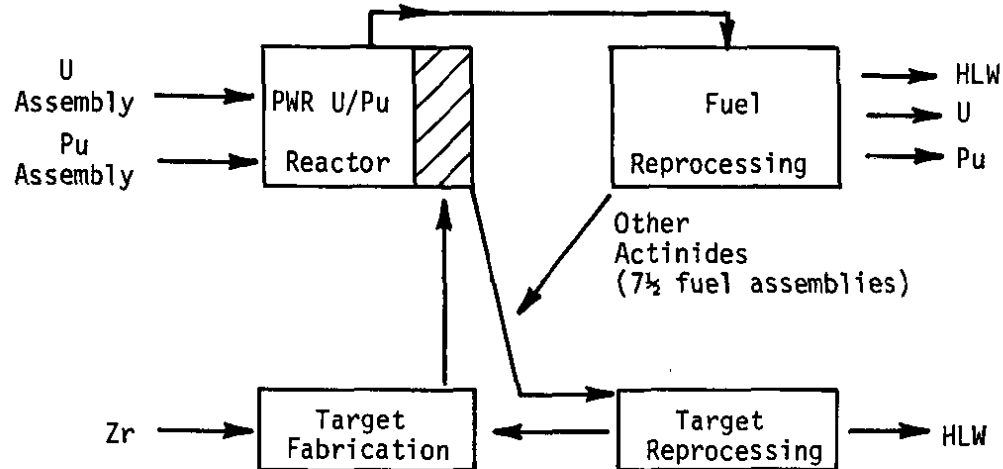 U
Assembly
Pu
Assembly
PWR U/Pu
Reactor
Fuel
Reprocessing
HLW
U
Pu
Other
Actinides
(7½ fuel assemblies)
Zr
Target
Fabrication
Target
Reprocessing
HLW